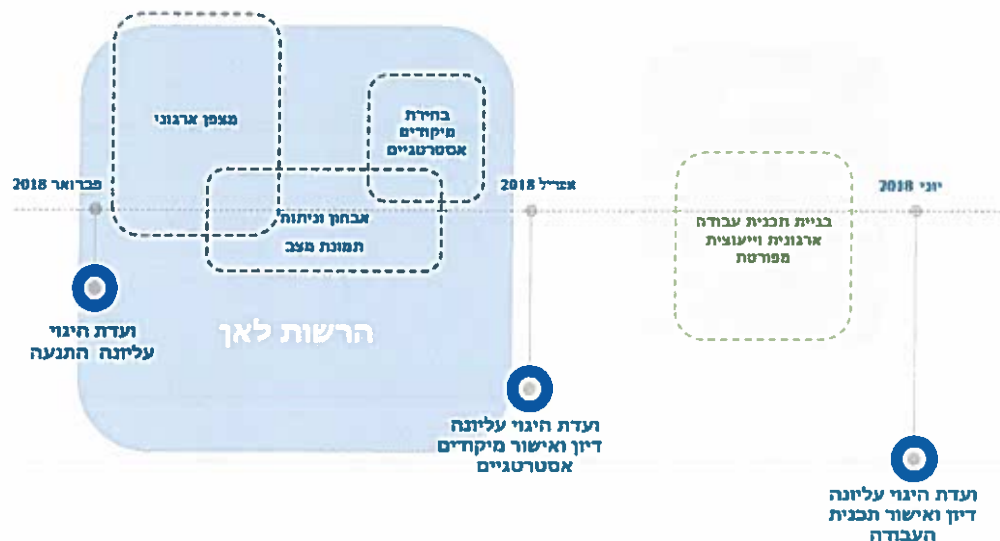 מצפן ארגוני
בחירת
מיקודים
אסטרטגיים
פברואר 2018
אבחון וניתוח
תמונת מצב
אפריל 2018
בניית תכנית עבודה
ארגונית וייעוצית
מפורטת
יוני 2018
ועדת היגוי
עליונה התנעה
הרשות לאן
ועדת היגוי עליונה
דיון ואישור מיקודים
אסטרטגיים
ועדת היגוי עליונה
דיון ואישור תכנית
העבודה